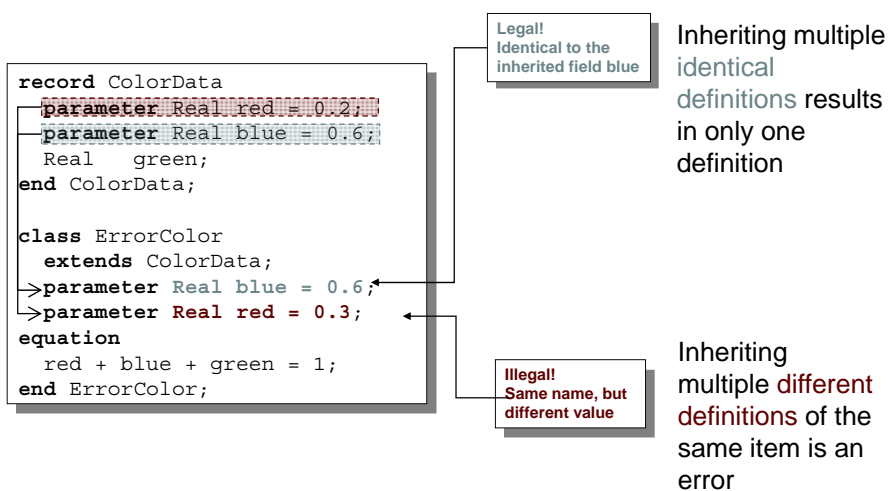 record ColorData
parameter Real red = 0.2;
parameter Real blue = 0.6;
Real green;
end ColorData;
class ErrorColor
extends ColorData;
parameter Real blue = 0.6;
parameter Real red = 0.3;
equation
red + blue + green = 1;
end ErrorColor;
Legal!
Identical to the
inherited field blue
Inheriting multiple
identical
definitions results
in only one
definition
Illegal!
Same name, but
different value
Inheriting
multiple different
definitions of the
same item is an
error